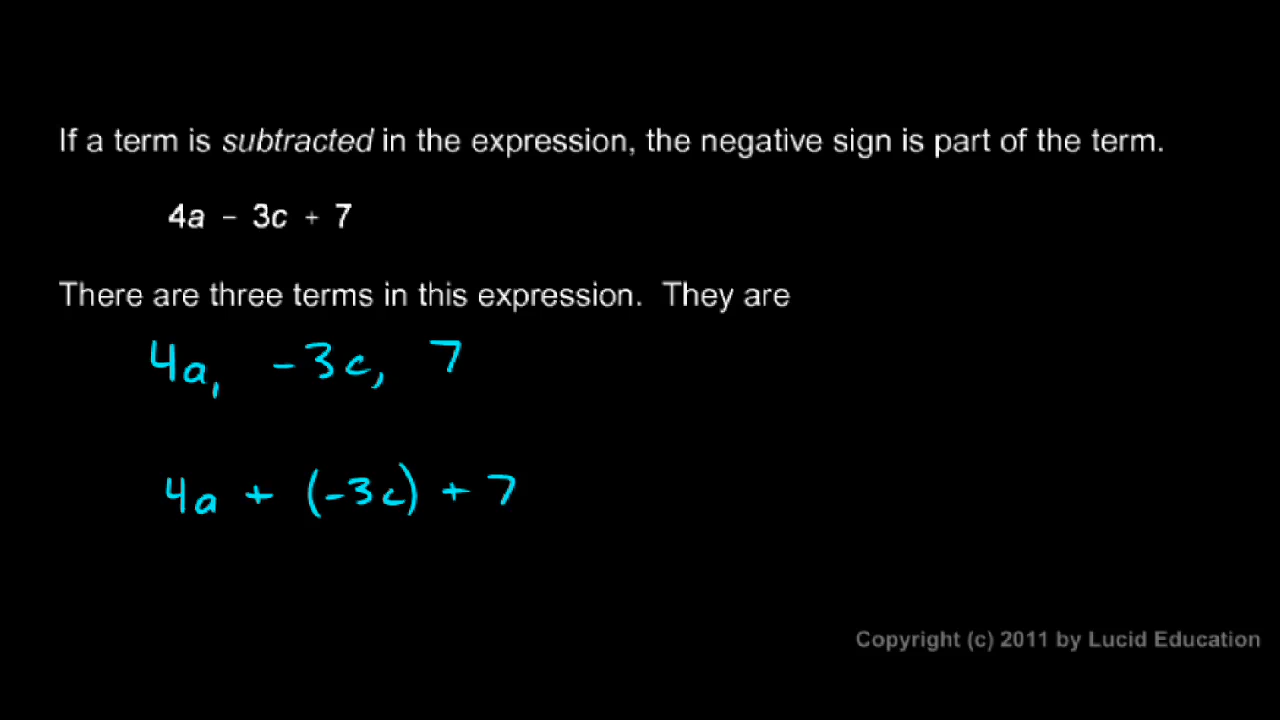 If a term is subtracted in the expression, the negative sign is part of the term.
4a - 3c + 7
There are three terms in this expression.  They are
4a, -3c, 7
4a + (-3c) + 7
Copyright (c) 2011 by Lucid Education